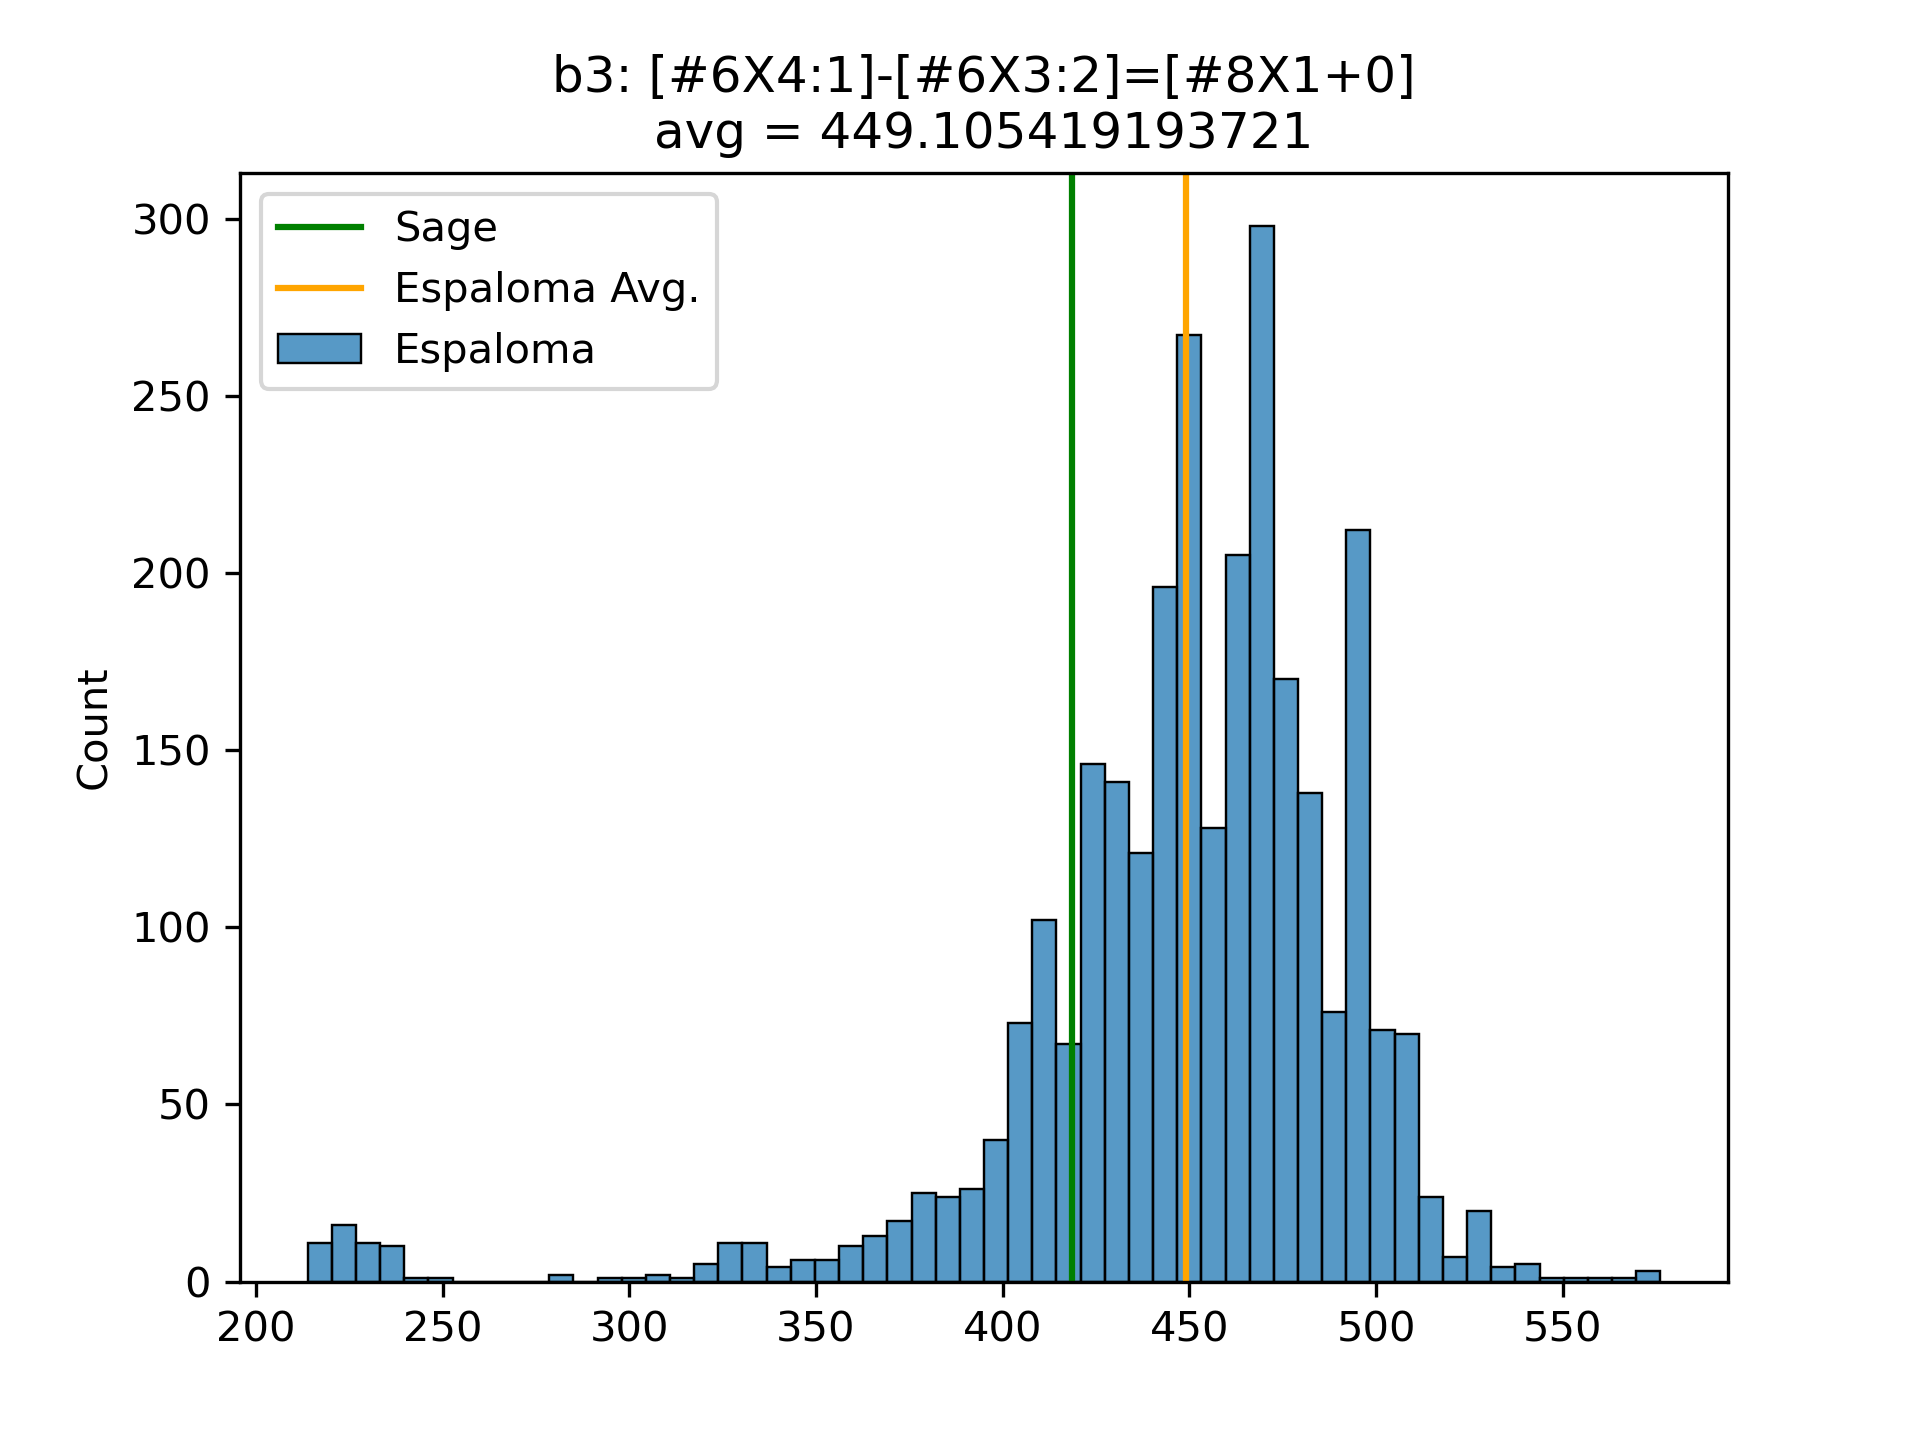 b3: [#6X4:1]-[#6X3:2]=[#8X1+0]
avg = 449.105419193721
Sage
Espaloma Avg.
Espaloma
Count
300
250
200
150
100
50
0
200 250 300 350 400 450 500 550